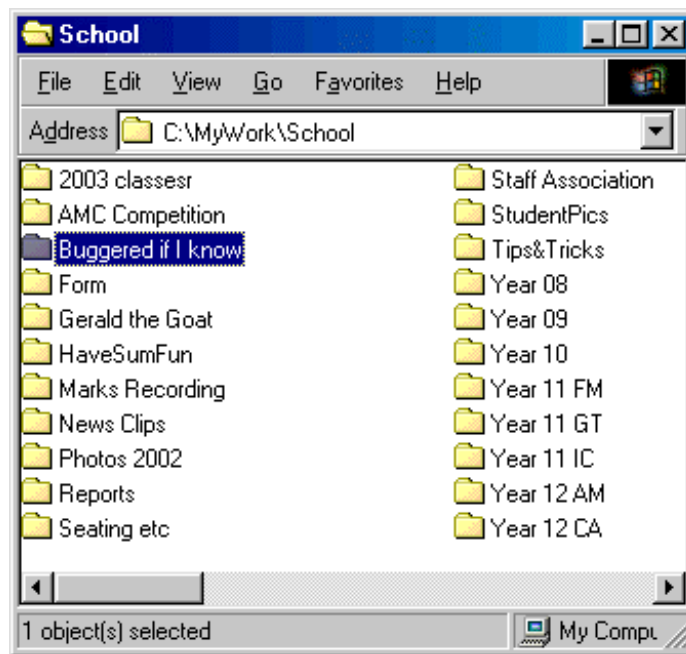 School
File Edit View Go Favorites Help
Address C:\MyWork\School
2003 classesr
AMC Competition
Buggered if I know
Form
Gerald the Goat
HaveSumFun
Marks Recording
News Clips
Photos 2002
Reports
Seating etc
Staff Association
StudentPics
Tips&Tricks
Year 08
Year 09
Year 10
Year 11 FM
Year 11 GT
Year 11 IC
Year 12 AM
Year 12 CA
1 object(s) selected
My Compu